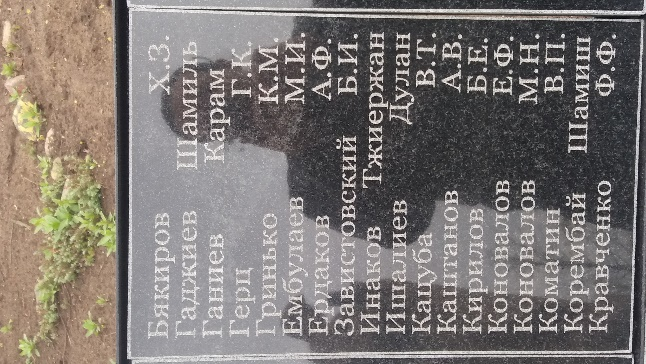 Бякиров Х.З.
Гаджиев Шамиль
Ганиев Карам
Герц Г.К.
Гринько К.М.
Ембулаев М.И.
Ердаков А.Ф.
Завистовский Б.И.
Инаков Тжиержан
Ишалиев Дулан
Кацуба В.Т.
Каштанов А.В.
Кирилов Б.Е.
Коновалов Е.Ф.
Коновалов М.Н.
Коматин В.П.
Корембай Шамиш
Кравченко Ф.Ф.